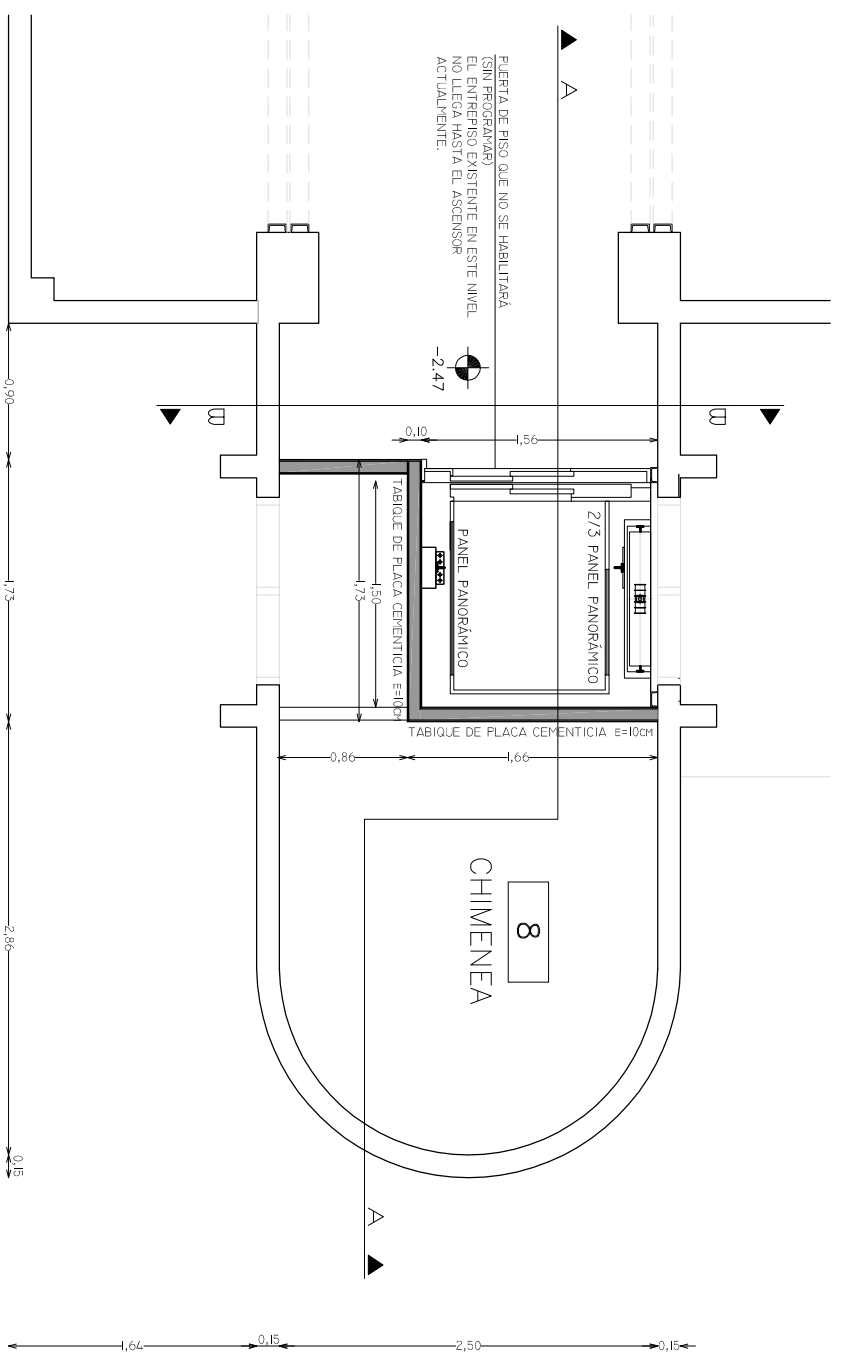 PUERTA DE PISO QUE NO SE HABILITARÁ
(SIN PROGRAMAR)
EL ENTREPISO EXISTENTE EN ESTE NIVEL
NO LLEGA HASTA EL ASCENSOR
ACTUALMENTE.
A
-2.47
B
B
0,10
1,56
2/3 PANEL PANORÁMICO
PANEL PANORÁMICO
TABIQUE DE PLACA CEMENTICIA E=10CM
1,50
1,73
TABIQUE DE PLACA CEMENTICIA E=10CM
0,86
1,66
8
CHIMENEA
A
0,90
1,73
2,86
0,15
1,64
0,15
2,50
0,15